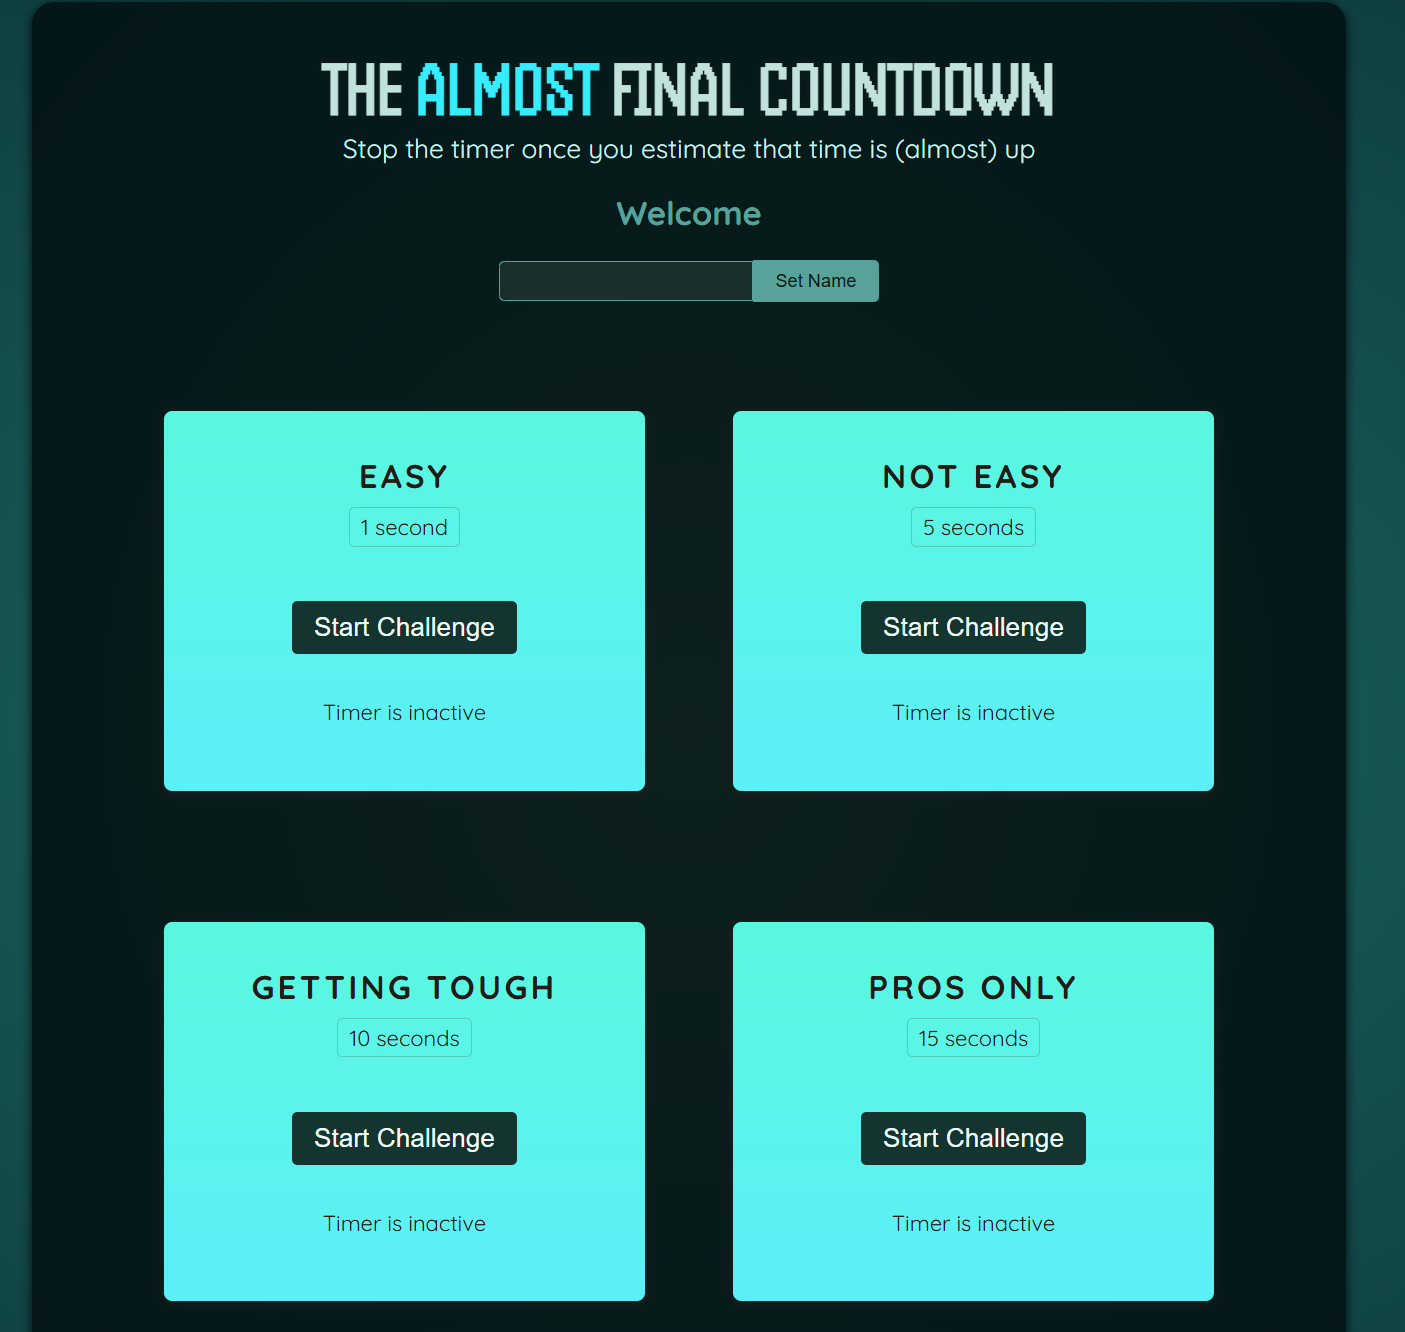 THE ALMOST FINAL COUNTDOWN
Stop the timer once you estimate that time is (almost) up
Welcome
Set Name
EASY
1 second
Start Challenge
Timer is inactive
NOT EASY
5 seconds
Start Challenge
Timer is inactive
GETTING TOUGH
10 seconds
Start Challenge
Timer is inactive
PROS ONLY
15 seconds
Start Challenge
Timer is inactive